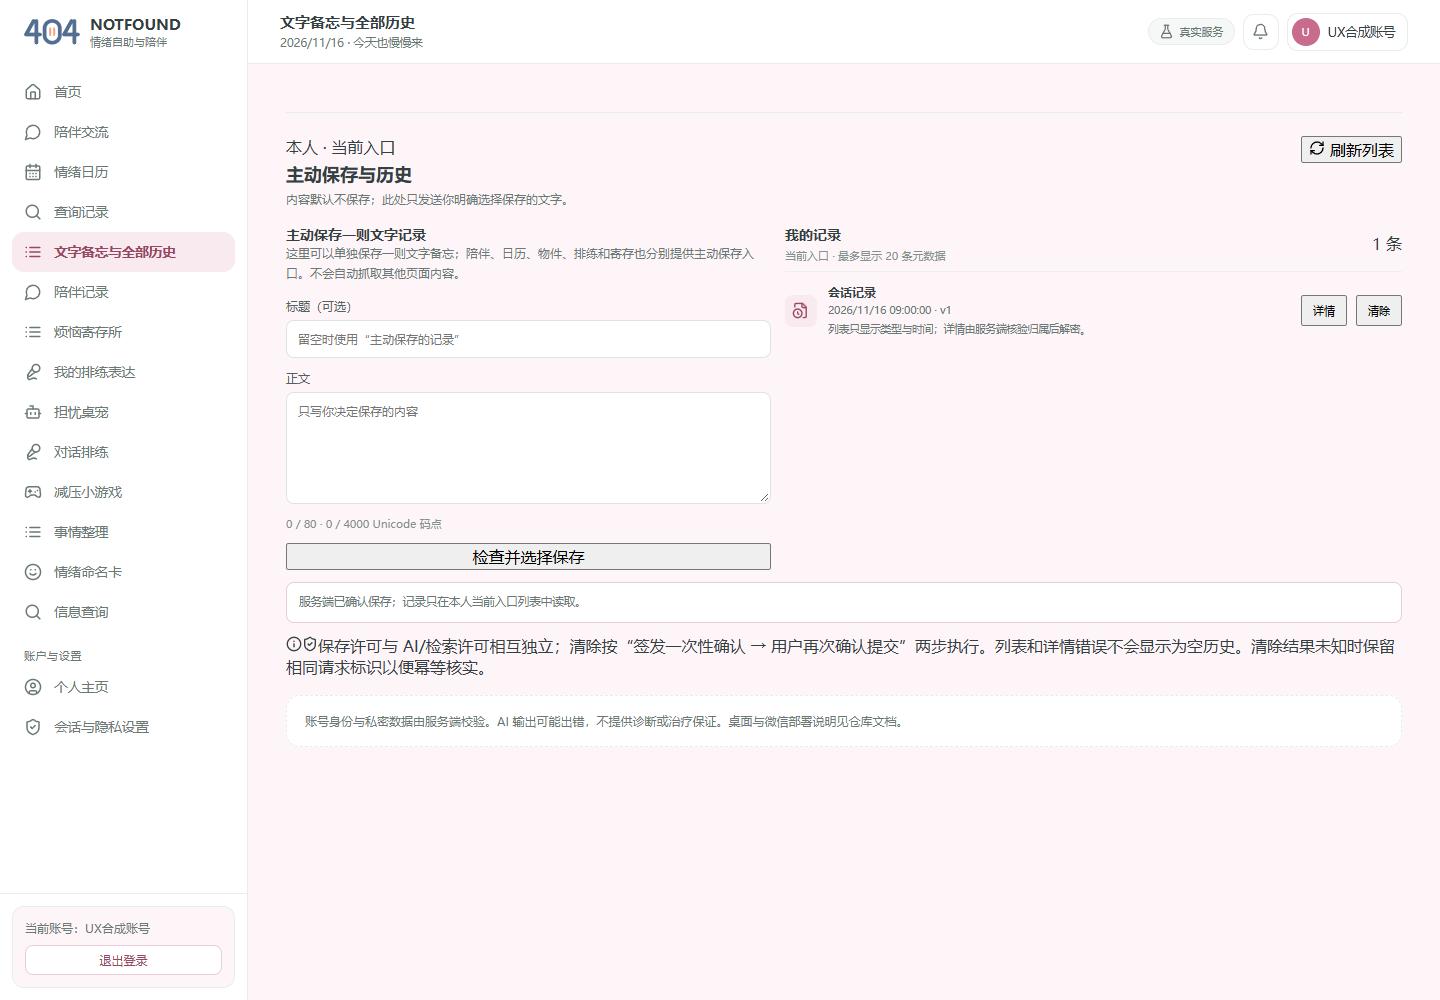 404 NOTFOUND
情绪自助与陪伴
首页
陪伴交流
情绪日历
查询记录
文字备忘与全部历史
陪伴记录
烦恼寄存所
我的排练表达
担忧桌宠
对话排练
减压小游戏
事情整理
情绪命名卡
信息查询
账户与设置
个人主页
会话与隐私设置
当前账号：UX合成账号
退出登录
文字备忘与全部历史
2026/11/16 · 今天也慢慢来
真实服务
U
UX合成账号
本人 · 当前入口
主动保存与历史
内容默认不保存；此处只发送你明确选择保存的文字。
刷新列表
主动保存一则文字记录
这里可以单独保存一则文字备忘；陪伴、日历、物件、排练和寄存也分别提供主动保存入
口。不会自动抓取其他页面内容。
标题（可选）
留空时使用“主动保存的记录”
正文
只写你决定保存的内容
0 / 80 · 0 / 4000 Unicode 码点
检查并选择保存
我的记录
当前入口 · 最多显示 20 条元数据
1 条
会话记录
2026/11/16 09:00:00 · v1
列表只显示类型与时间；详情由服务端核验归属后解密。
详情
清除
服务端已确认保存；记录只在本人当前入口列表中读取。
保存许可与 AI/检索许可相互独立；清除按“签发一次性确认 → 用户再次确认提交”两步执行。列表和详情错误不会显示为空历史。清除结果未知时保留
相同请求标识以便幂等核实。
账号身份与私密数据由服务端校验。AI 输出可能出错，不提供诊断或治疗保证。桌面与微信部署说明见仓库文档。